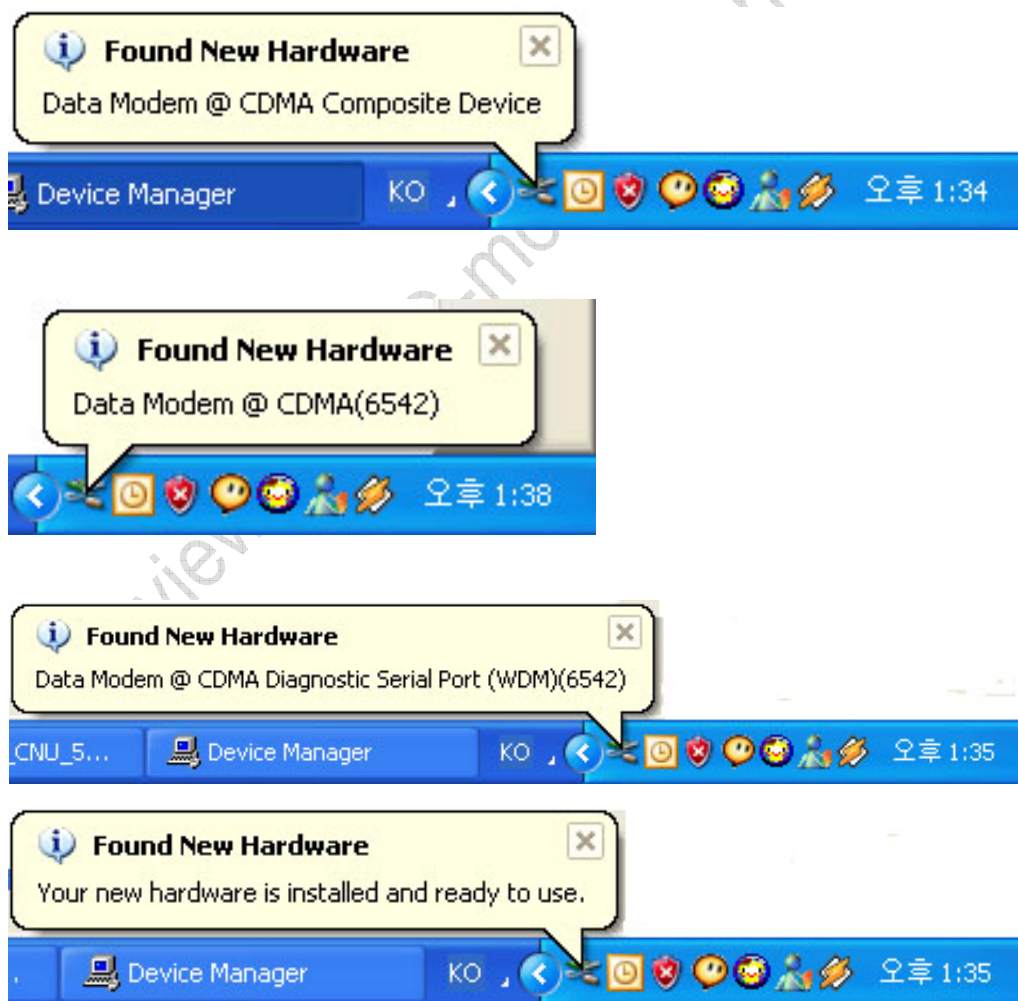 Found New Hardware
Data Modem @ CDMA Composite Device
Device Manager KO 오후 1:34
Found New Hardware
Data Modem @ CDMA(6542)
오후 1:38
Found New Hardware
Data Modem @ CDMA Diagnostic Serial Port (WDM)(6542)
_CNU_5... Device Manager KO 오후 1:35
Found New Hardware
Your new hardware is installed and ready to use.
. Device Manager KO 오후 1:35